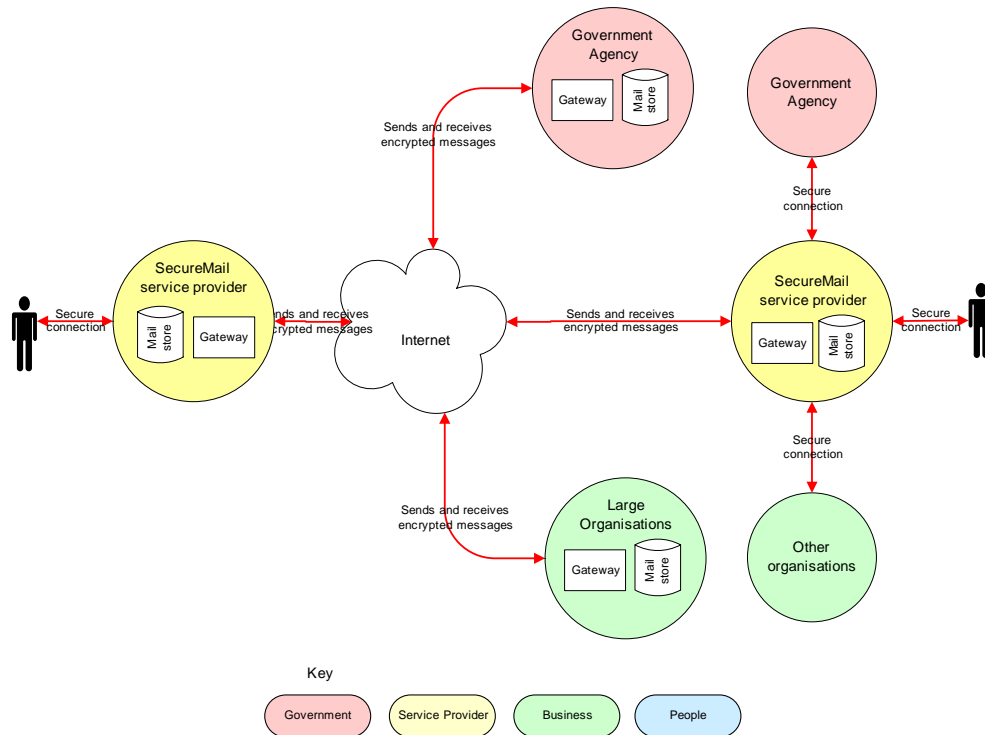 Government
Agency
Gateway
Mail
store
Government
Agency
Sends and receives
encrypted messages
Secure
connection
SecureMail
service provider
Mail
store
Gateway
Secure
connection
nds and receives
crypted messages
Internet
Sends and receives
encrypted messages
SecureMail
service provider
Gateway
Mail
store
Secure
connection
Secure
connection
Sends and receives
encrypted messages
Large
Organisations
Gateway
Mail
store
Other
organisations
Key
Government
Service Provider
Business
People